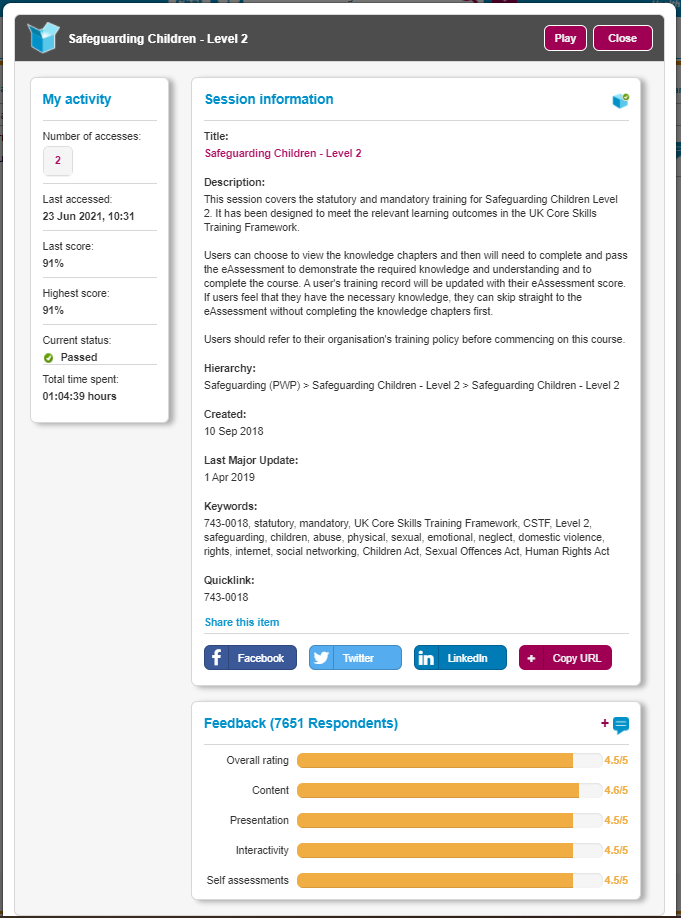 Safeguarding Children - Level 2
Play
Close
My activity
Number of accesses:
2
Last accessed:
23 Jun 2021, 10:31
Last score:
91%
Highest score:
91%
Current status:
Passed
Total time spent:
01:04:39 hours
Session information
Title:
Safeguarding Children - Level 2
Description:
This session covers the statutory and mandatory training for Safeguarding Children Level
2. It has been designed to meet the relevant learning outcomes in the UK Core Skills
Training Framework.
Users can choose to view the knowledge chapters and then will need to complete and pass
the eAssessment to demonstrate the required knowledge and understanding and to
complete the course. A user's training record will be updated with their eAssessment score.
If users feel that they have the necessary knowledge, they can skip straight to the
eAssessment without completing the knowledge chapters first.
Users should refer to their organisation's training policy before commencing on this course.
Hierarchy:
Safeguarding (PWP) > Safeguarding Children - Level 2 > Safeguarding Children - Level 2
Created:
10 Sep 2018
Last Major Update:
1 Apr 2019
Keywords:
743-0018, statutory, mandatory, UK Core Skills Training Framework, CSTF, Level 2,
safeguarding, children, abuse, physical, sexual, emotional, neglect, domestic violence,
rights, internet, social networking, Children Act, Sexual Offences Act, Human Rights Act
Quicklink:
743-0018
Share this item
f Facebook
Twitter
in LinkedIn
+ Copy URL
Feedback (7651 Respondents)
+
Overall rating 4.5/5
Content 4.6/5
Presentation 4.5/5
Interactivity 4.5/5
Self assessments 4.5/5